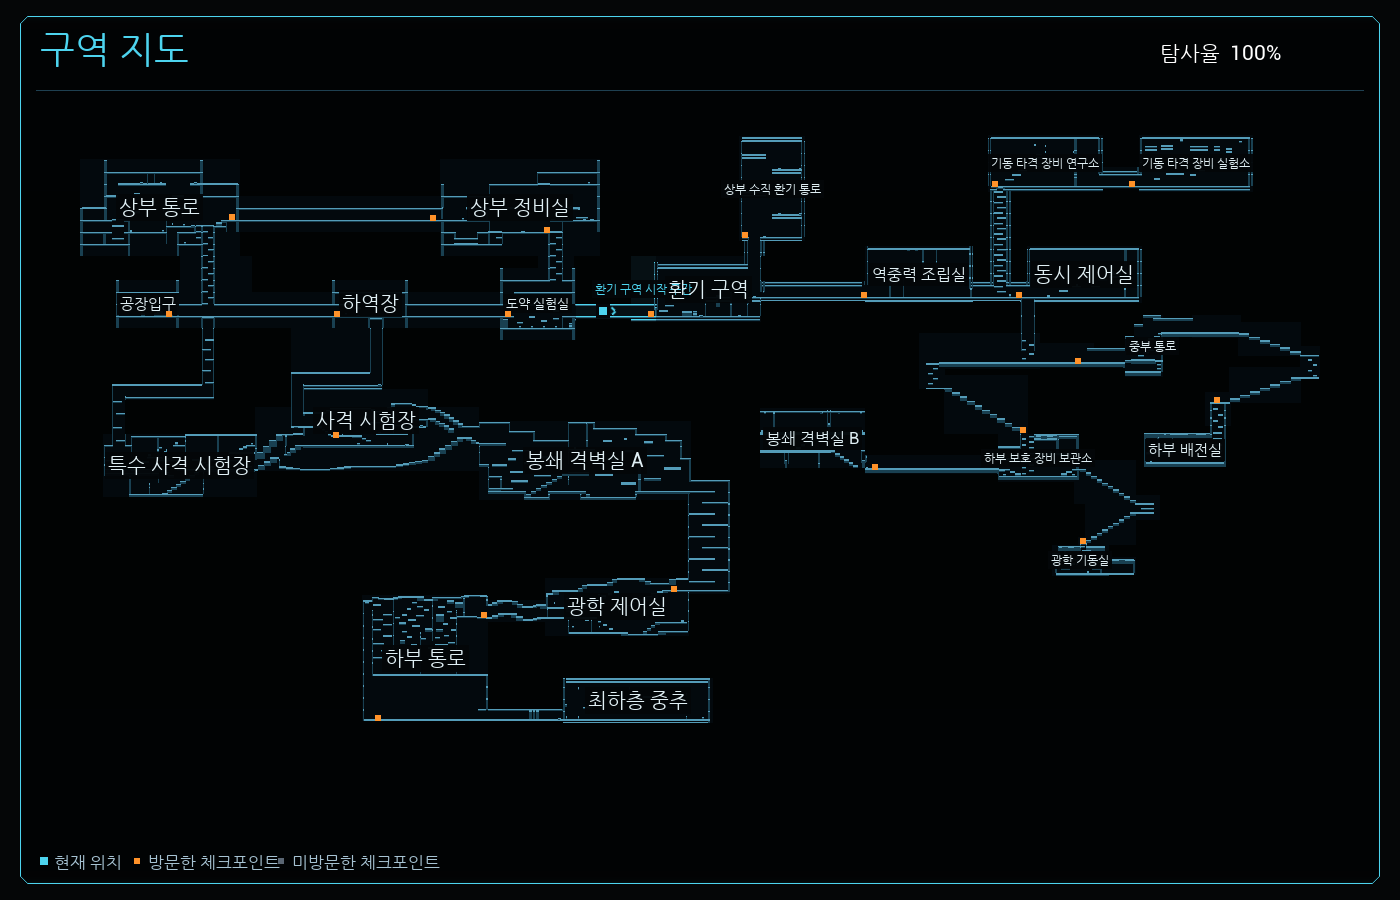 구역 지도
탐사율 100%
기동 타격 장비 연구소
기동 타격 장비 실험소
상부 수직 환기 통로
상부 통로
상부 정비실
역중력 조립실
동시 제어실
환기 구역 시작
환기 구역
공장입구
하역장
도약 실험실
중부 통로
사격 시험장
봉쇄 격벽실 B
하부 배전실
특수 사격 시험장
봉쇄 격벽실 A
하부 보호 장비 보관소
광학 기동실
광학 제어실
하부 통로
최하층 중추
현재 위치
방문한 체크포인트
미방문한 체크포인트